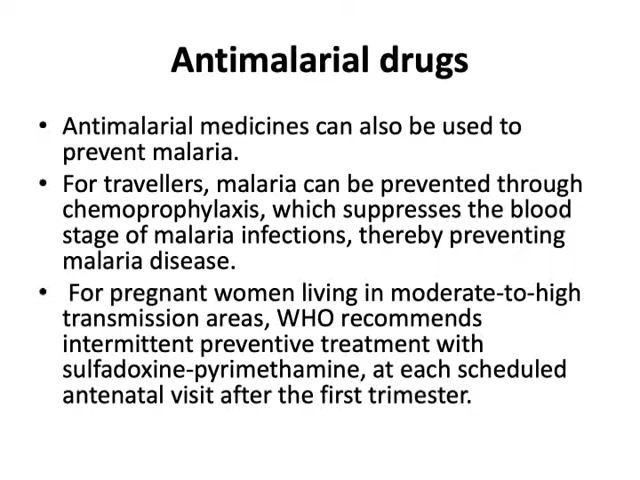 Antimalarial drugs
• Antimalarial medicines can also be used to
prevent malaria.
• For travellers, malaria can be prevented through
chemoprophylaxis, which suppresses the blood
stage of malaria infections, thereby preventing
malaria disease.
• For pregnant women living in moderate-to-high
transmission areas, WHO recommends
intermittent preventive treatment with
sulfadoxine-pyrimethamine, at each scheduled
antenatal visit after the first trimester.